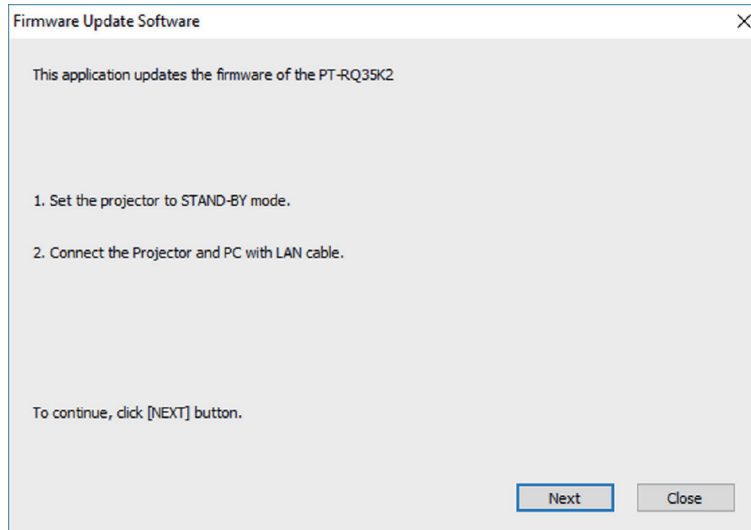 Firmware Update Software
This application updates the firmware of the PT-RQ35K2
1. Set the projector to STAND-BY mode.
2. Connect the Projector and PC with LAN cable.
To continue, click [NEXT] button.
Next
Close